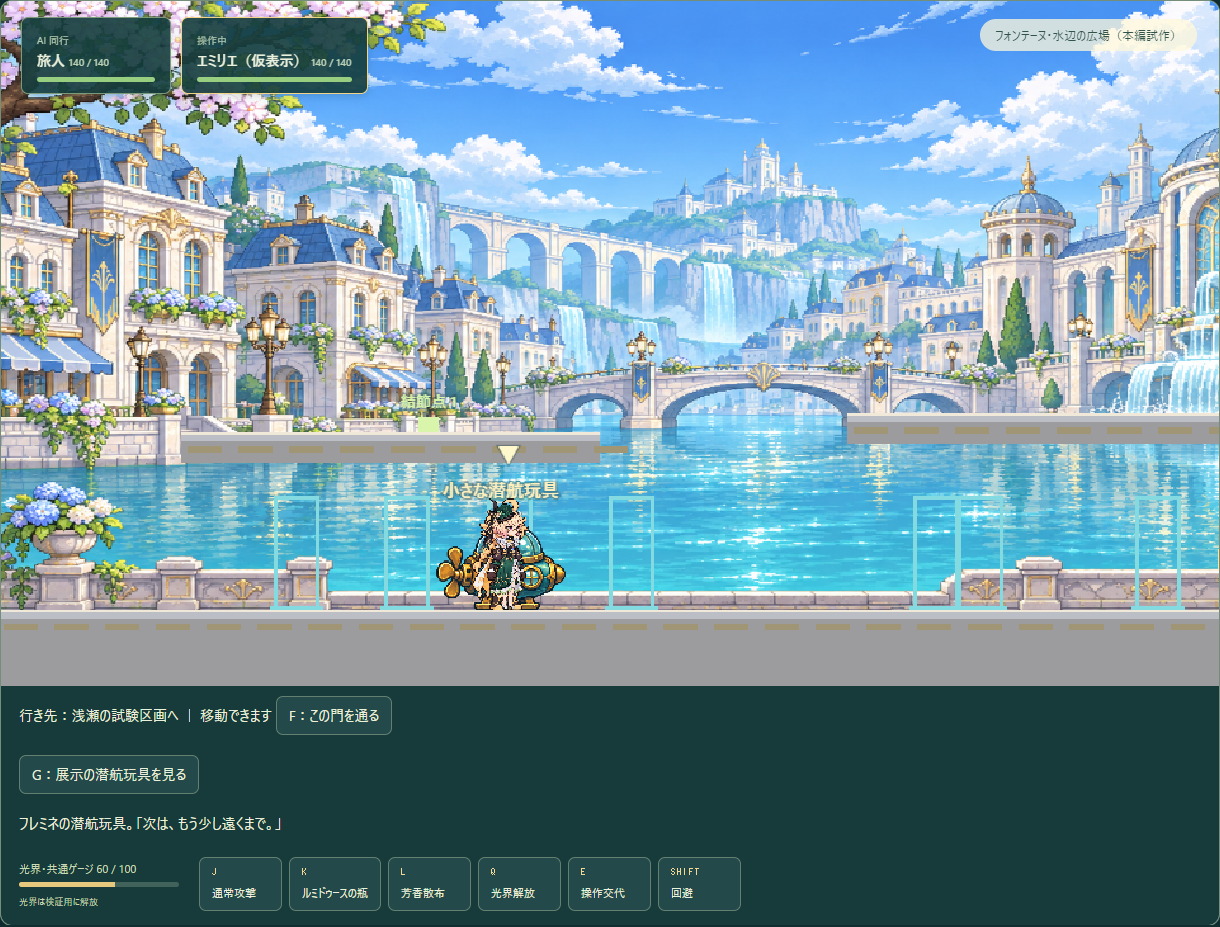 AI 同行
旅人 140 / 140
操作中
エミリエ（仮表示） 140 / 140
フォンテーヌ・水辺の広場（本編試作）
結節点
小さな潜航玩具
行き先：浅瀬の試験区画へ ｜ 移動できます
F：この門を通る
G：展示の潜航玩具を見る
フレミネの潜航玩具。「次は、もう少し遠くまで。」
光界・共通ゲージ 60 / 100
光界は検証用に解放
J
通常攻撃
K
ルミドゥースの瓶
L
芳香散布
Q
光界解放
E
操作交代
SHIFT
回避